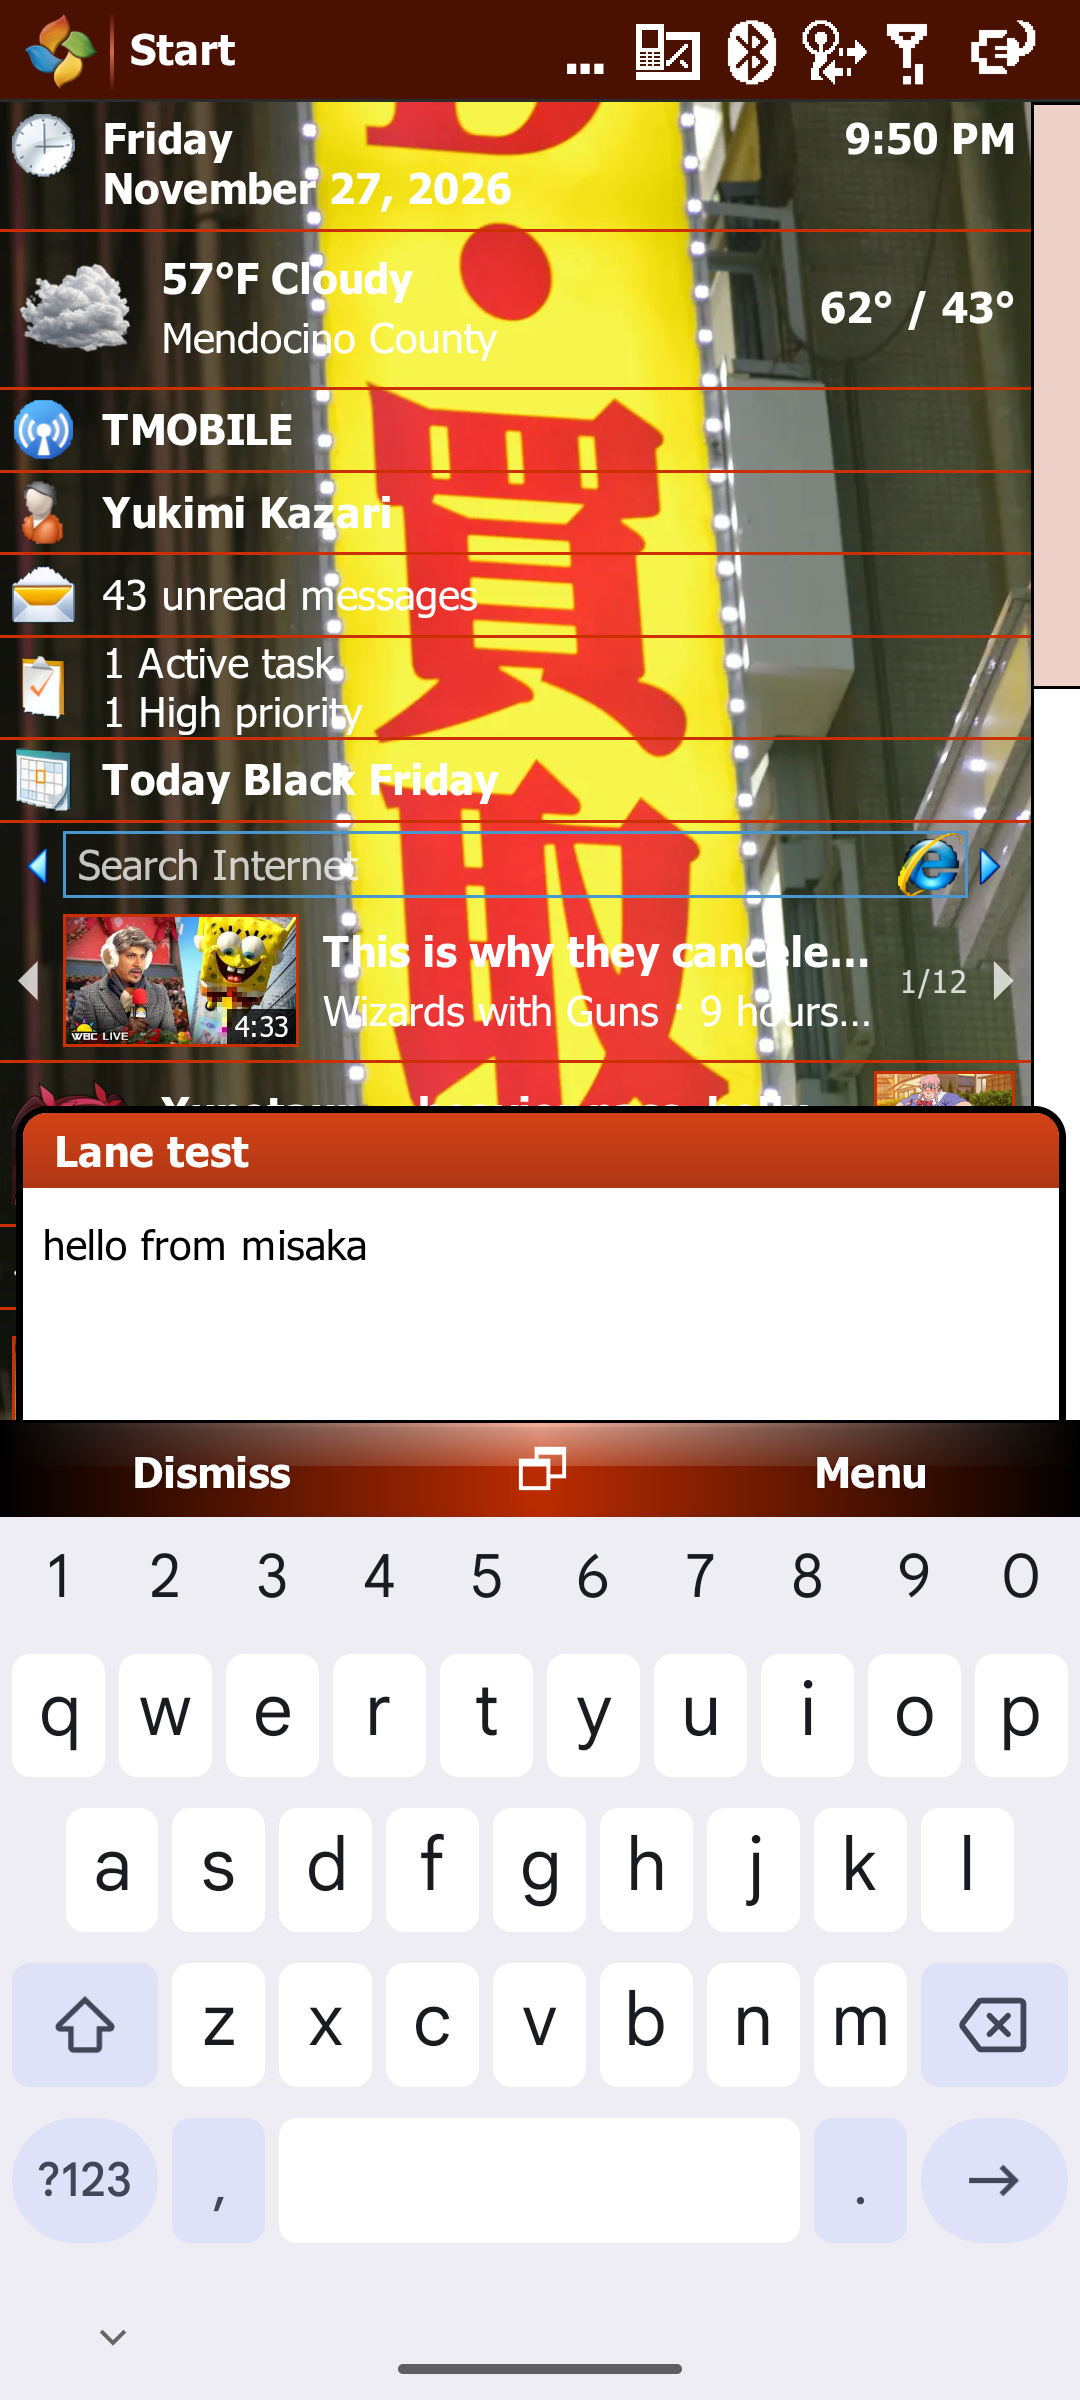 Start
...
Friday
9:50 PM
November 27, 2026
57°F Cloudy
Mendocino County
62° / 43°
TMOBILE
Yukimi Kazari
43 unread messages
1 Active task
1 High priority
Today Black Friday
Search Internet
This is why they cancele...
Wizards with Guns · 9 hours...
1/12
4:33
WBC LIVE
買取
Lane test
hello from misaka
Dismiss
Menu
1 2 3 4 5 6 7 8 9 0
q w e r t y u i o p
a s d f g h j k l
z x c v b n m
?123 , .